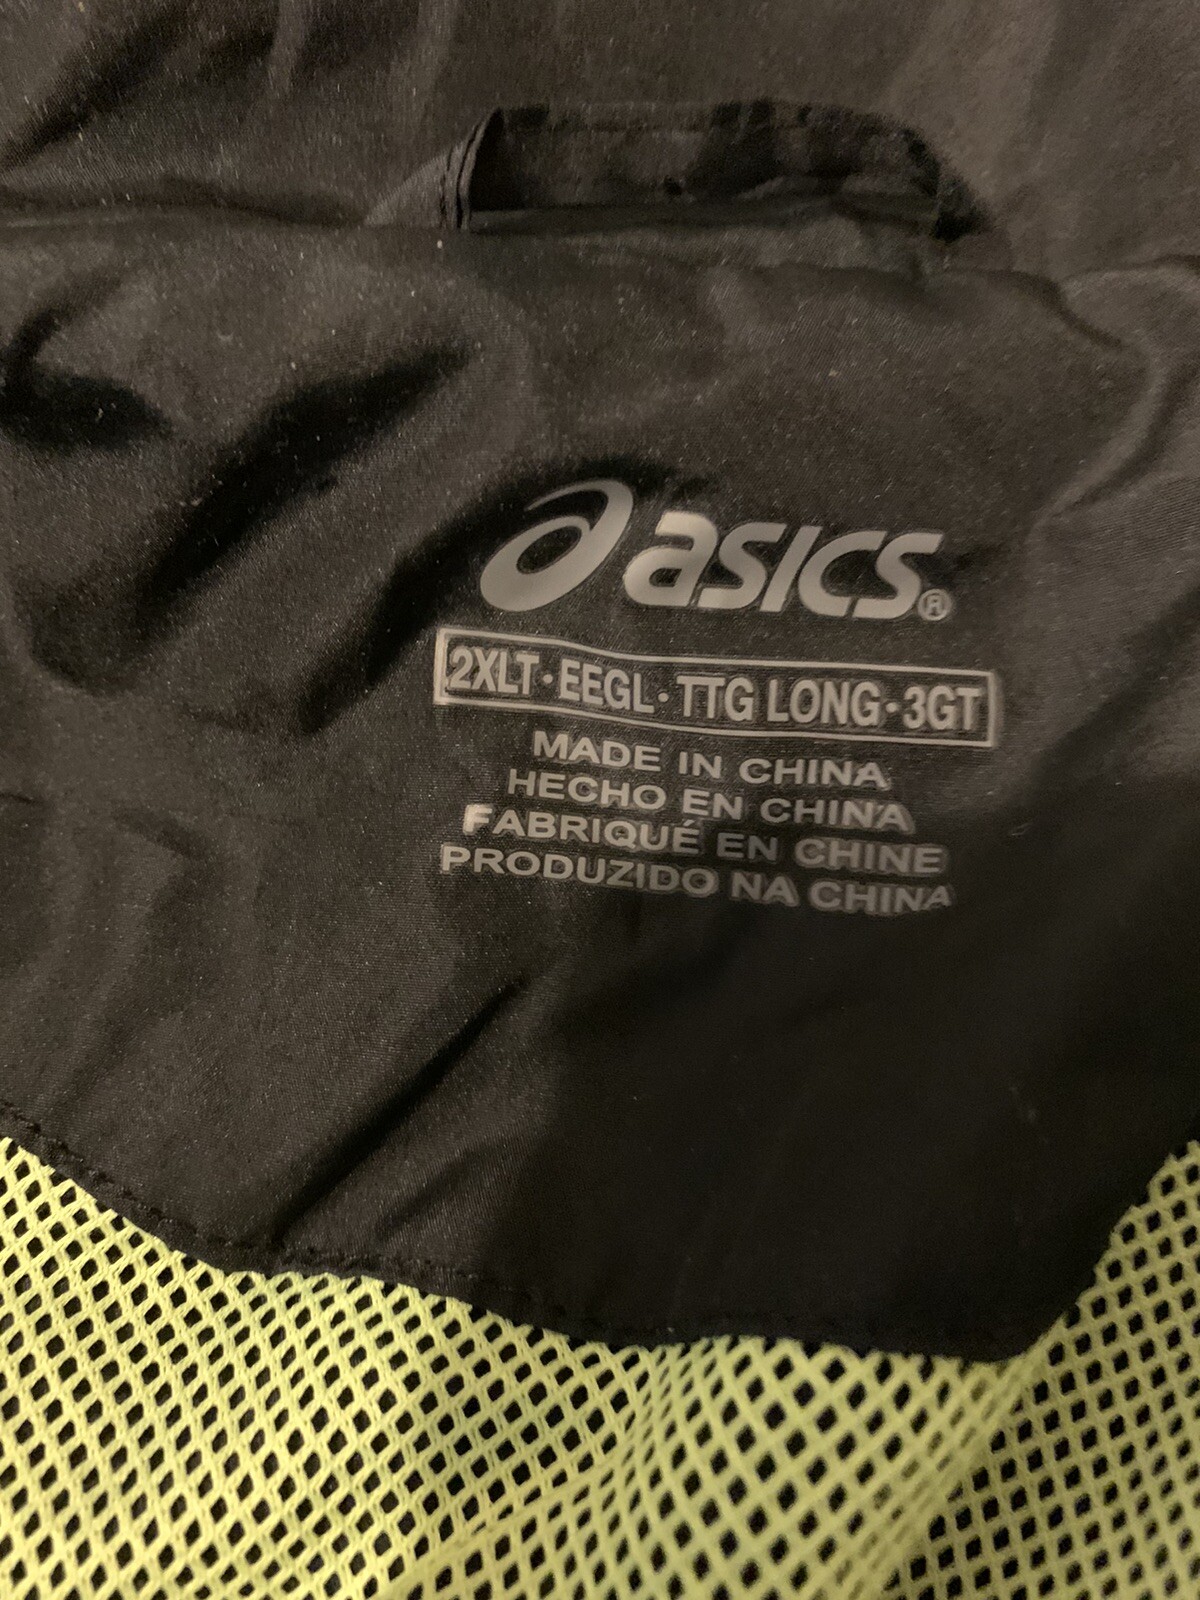 asics®
2XLT·EEGL·TTG LONG·3GT
MADE IN CHINA
HECHO EN CHINA
FABRIQUÉ EN CHINE
PRODUZIDO NA CHINA